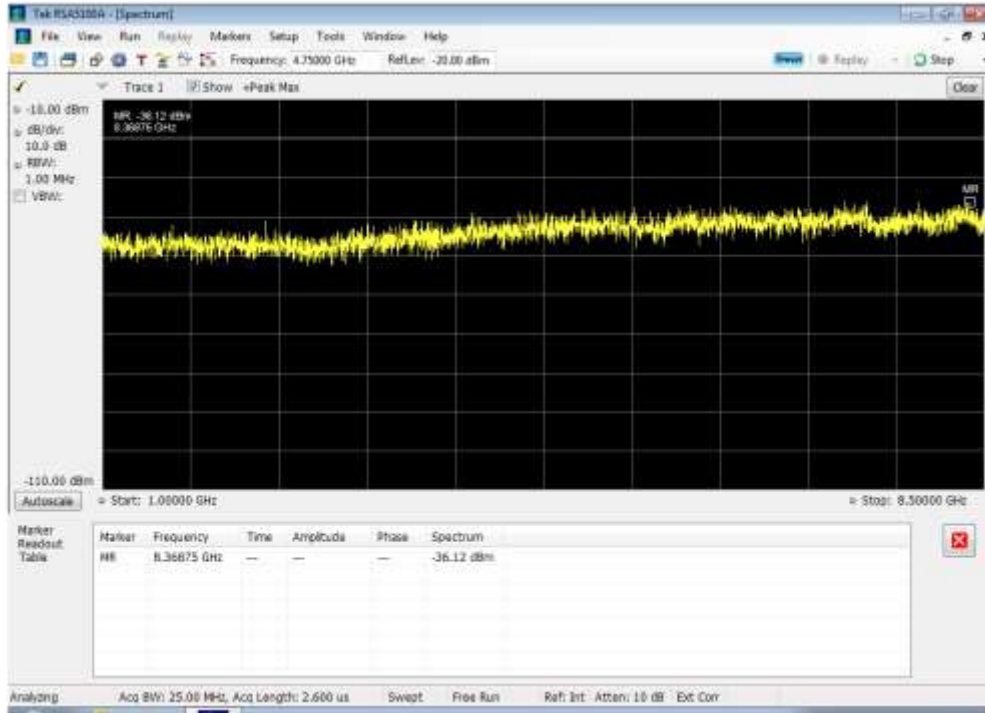 Tek RSA5100A - [Spectrum]
File View Run Replay Markers Setup Tools Window Help
Frequency: 4.75000 GHz RefLev: -20.00 dBm Preset Replay Stop
Trace 1 Show +Peak Max Clear
-10.00 dBm
dB/div:
10.0 dB
RBW:
1.00 MHz
VBW:
MR: -36.12 dBm
8.36875 GHz
MR
-110.00 dBm
Autoscale Start: 1.00000 GHz Stop: 8.50000 GHz
Marker
Readout
Table
Marker Frequency Time Amplitude Phase Spectrum
MR 8.36875 GHz — — — -36.12 dBm
Analyzing Acq BW: 25.00 MHz, Acq Length: 2.600 us Swept Free Run Ref: Int Atten: 10 dB Ext Corr